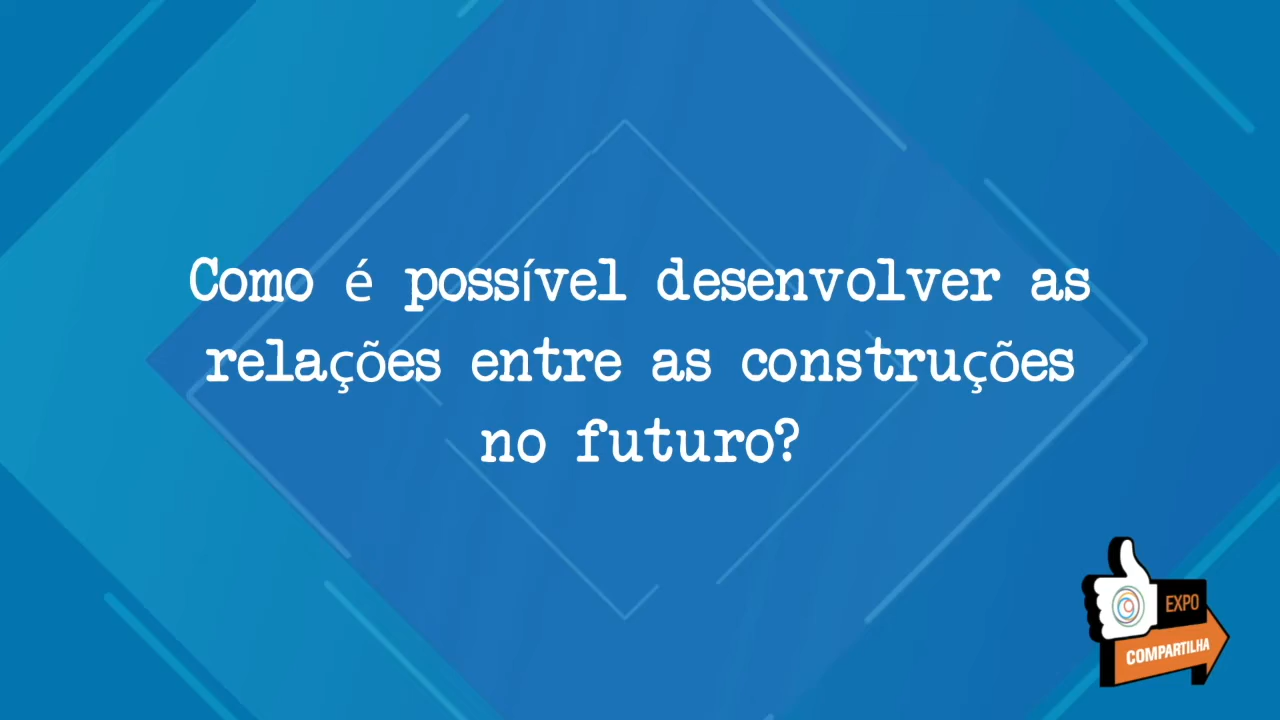 Como é possível desenvolver as
relações entre as construções
no futuro?
EXPO
COMPARTILHA